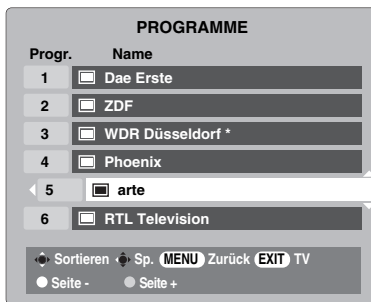 PROGRAMME
Progr. Name
1 Dae Erste
2 ZDF
3 WDR Düsseldorf *
4 Phoenix
5 arte
6 RTL Television
Sortieren Sp. MENU Zurück EXIT TV
Seite - Seite +